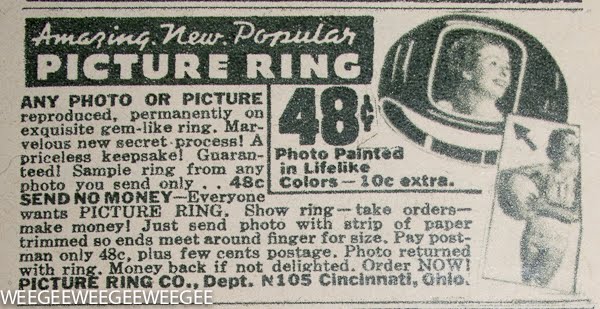 Amazing. New. Popular
PICTURE RING
ANY PHOTO OR PICTURE
reproduced, permanently on
exquisite gem-like ring. Mar-
velous new secret process! A
priceless keepsake! Guaran-
teed! Sample ring from any
photo you send only . . 48c
48c
Photo Painted
in Lifelike
Colors — 10c extra.
SEND NO MONEY—Everyone
wants PICTURE RING. Show ring—take orders—
make money! Just send photo with strip of paper
trimmed so ends meet around finger for size. Pay post-
man only 48c, plus few cents postage. Photo returned
with ring. Money back if not delighted. Order NOW!
PICTURE RING CO., Dept. N105 Cincinnati, Ohio.
WEEGEEWEEGEEWEEGEE